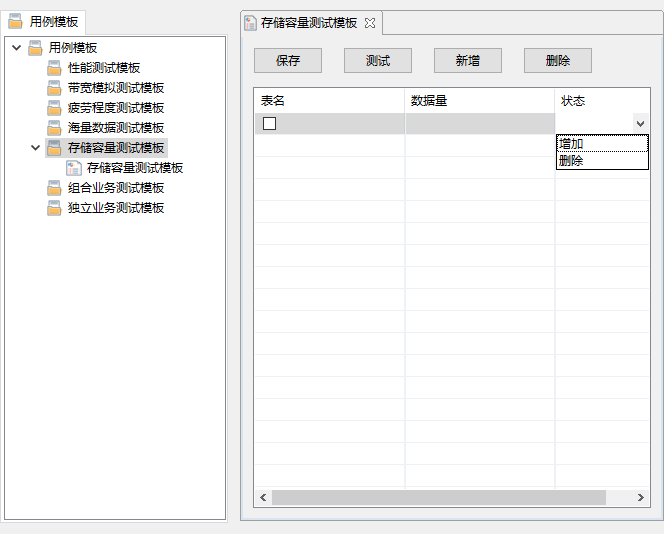 用例模板
用例模板
性能测试模板
带宽模拟测试模板
疲劳程度测试模板
海量数据测试模板
存储容量测试模板
存储容量测试模板
组合业务测试模板
独立业务测试模板
存储容量测试模板
保存 测试 新增 删除
表名 数据量 状态
增加
删除